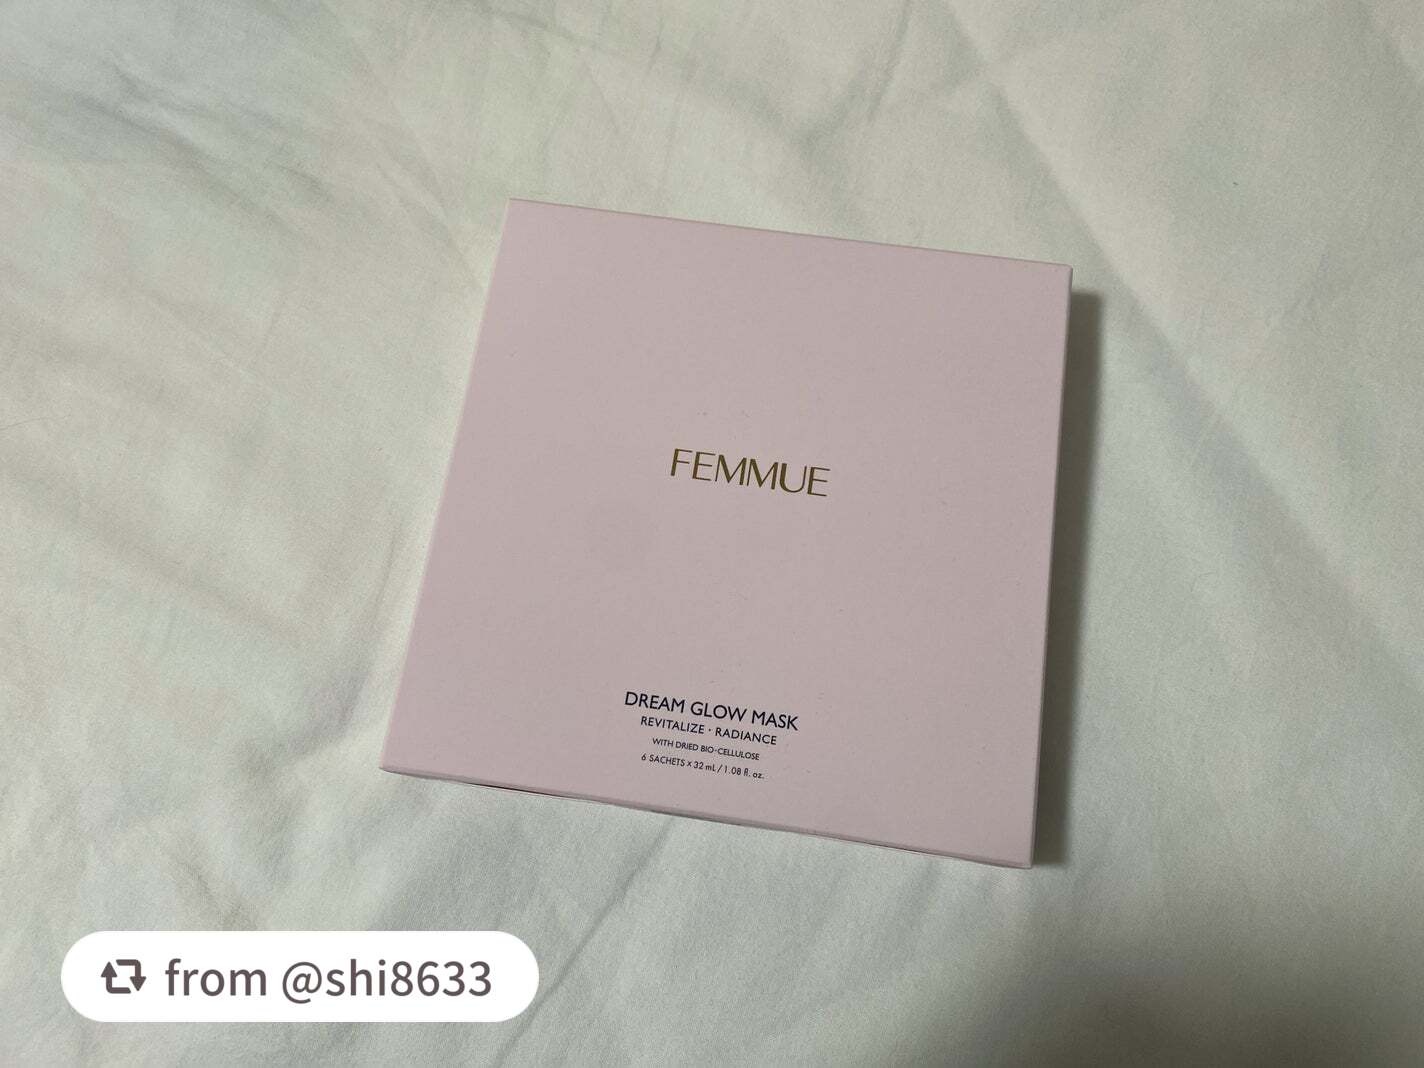 FEMMUE
DREAM GLOW MASK
REVITALIZE · RADIANCE
WITH DRIED BIO-CELLULOSE
6 SACHETS x 32 mL / 1.08 fl. oz.
from @shi8633